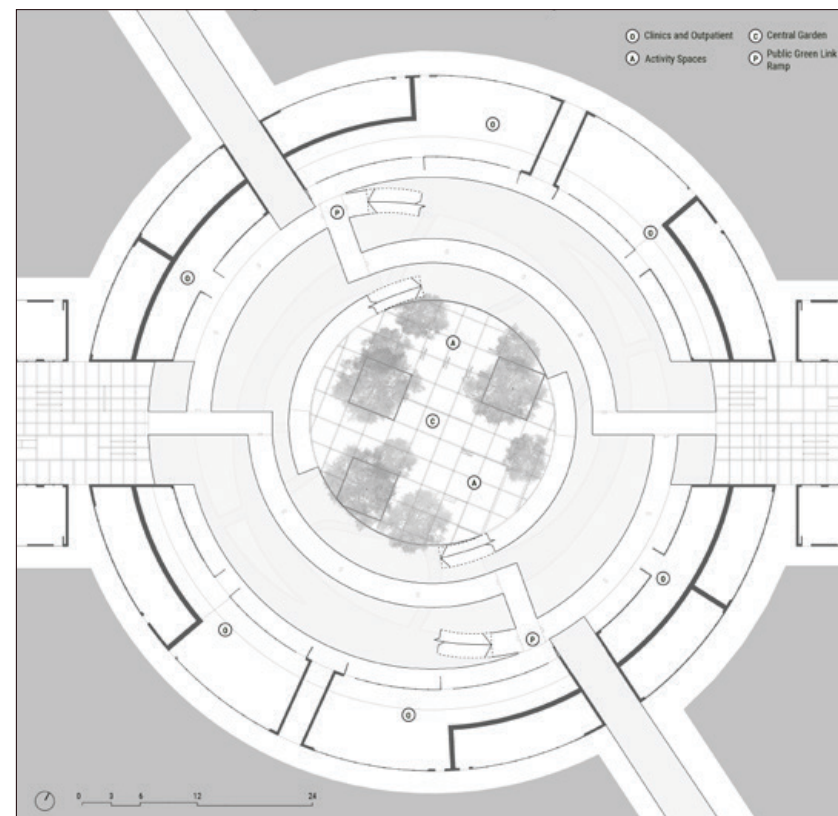 O Clinics and Outpatient
C Central Garden
A Activity Spaces
P Public Green Link
Ramp
O
P
O
O
A
C
A
O
O
P
O
0 3 6 12 24